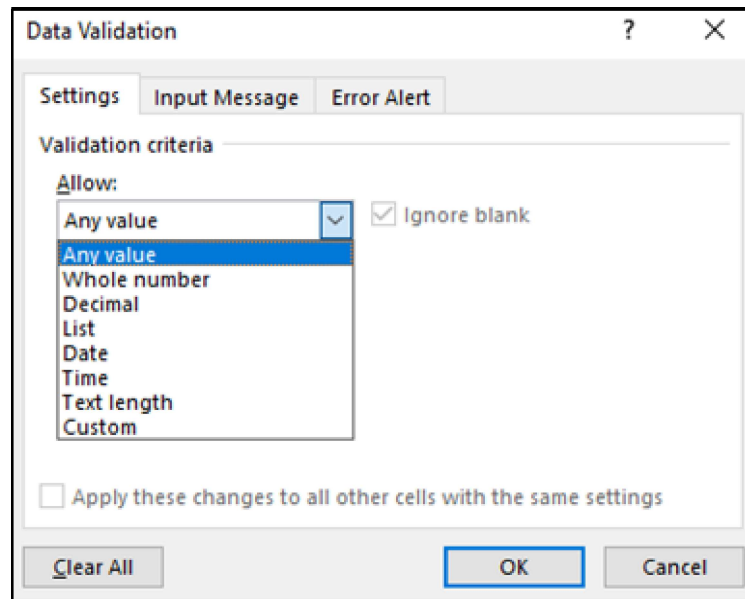 Data Validation ? ×
Settings Input Message Error Alert
Validation criteria
Allow:
Any value Ignore blank
Any value
Whole number
Decimal
List
Date
Time
Text length
Custom
Apply these changes to all other cells with the same settings
Clear All OK Cancel